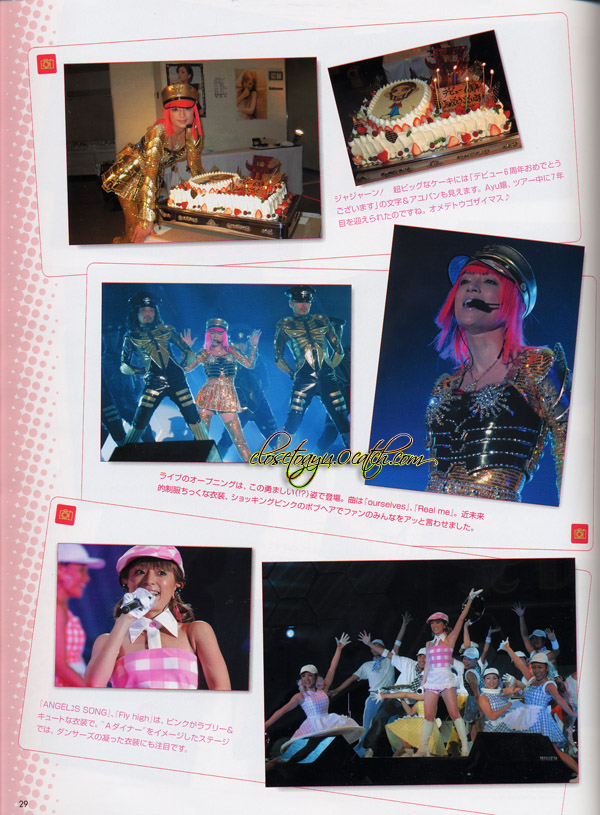 デビュー6周年
ジャジャーン! 超ビッグなケーキには「デビュー6周年おめでとう
ございます」の文字&アユパンも見えます。Ayu嬢、ツアー中に7年
目を迎えられたのですね。オメデトウゴザイマス♪
closetoayu.0catch.com
ライブのオープニングは、この勇ましい(!?)姿で登場。曲は「ourselves」、「Real me」。近未来
的制服ちっくな衣装、ショッキングピンクのボブヘアでファンのみんなをアッと言わせました。
「ANGEL'S SONG」、「Fly high」は、ピンクがラブリー&
キュートな衣装で。“Aダイナー”をイメージしたステージ
では、ダンサーズの凝った衣装にも注目です。
29